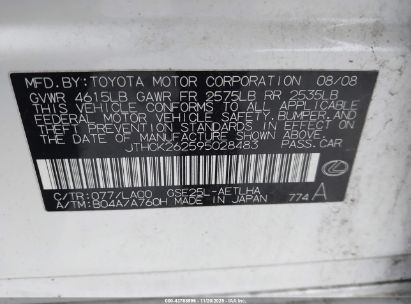 MFD.BY:TOYOTA MOTOR CORPORATION 08/08
GVWR 4615LB GAWR FR 2575LB RR 2535LB
THIS VEHICLE CONFORMS TO ALL APPLICABLE
FEDERAL MOTOR VEHICLE SAFETY,BUMPER,AND
THEFT PREVENTION STANDARDS IN EFFECT ON
THE DATE OF MANUFACTURE SHOWN ABOVE.
JTHCK262595028483 PASS.CAR
C/TR:077/LA00 GSE25L-AETLHA
A/TM:B04A/A760H MADE IN JAPAN 774 A